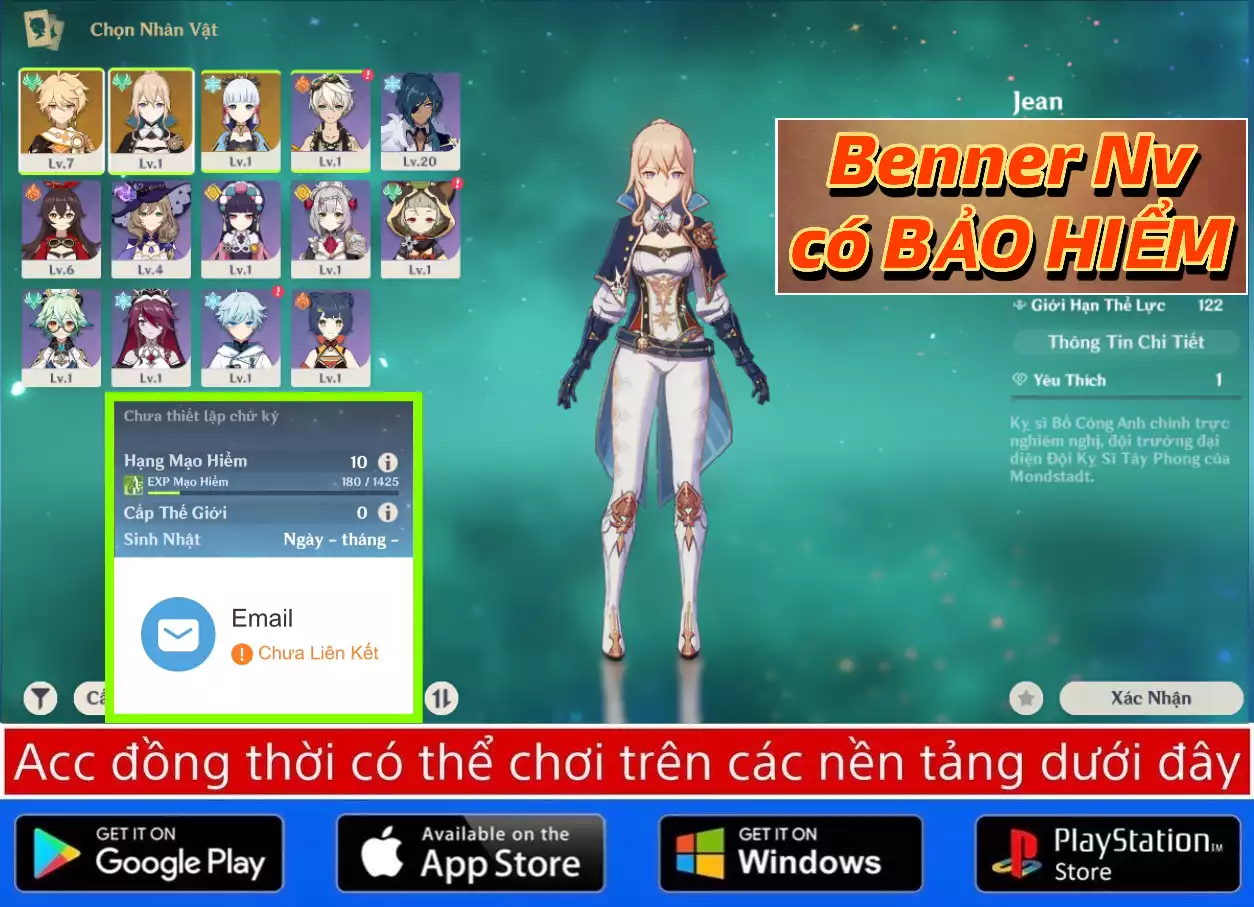 Chọn Nhân Vật
Lv.7
Lv.1
Lv.1
Lv.1
Lv.20
Lv.6
Lv.4
Lv.1
Lv.1
Lv.1
Lv.1
Lv.1
Lv.1
Lv.1
Jean
Benner Nv
có BẢO HIỂM
Giới Hạn Thể Lực 122
Thông Tin Chi Tiết
Yêu Thích 1
Kỵ sĩ Bồ Công Anh chính trực
nghiêm nghị, đội trưởng đại
diện Đội Kỵ Sĩ Tây Phong của
Mondstadt.
Chưa thiết lập chữ ký
Hạng Mạo Hiểm 10
EXP Mạo Hiểm 180 / 1425
Cấp Thế Giới 0
Sinh Nhật Ngày - tháng -
Email
Chưa Liên Kết
Xác Nhận
Acc đồng thời có thể chơi trên các nền tảng dưới đây
GET IT ON
Google Play
Available on the
App Store
GET IT ON
Windows
PlayStation™
Store